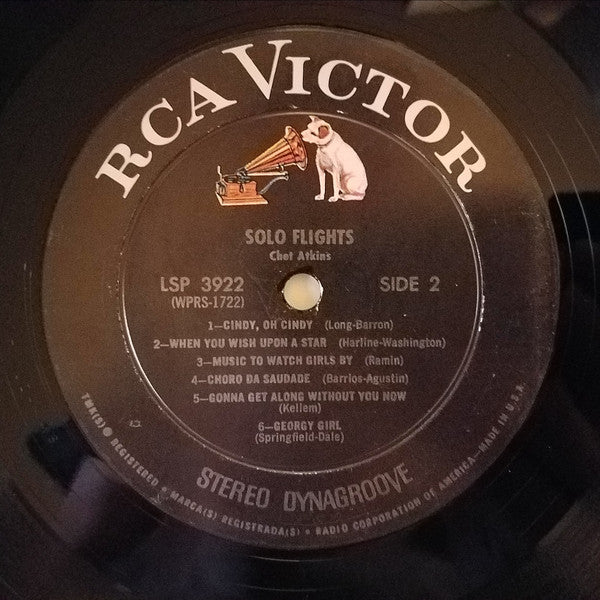 RCA VICTOR
SOLO FLIGHTS
Chet Atkins
LSP 3922 SIDE 2
(WPRS-1722)
1—CINDY, OH CINDY (Long-Barron)
2—WHEN YOU WISH UPON A STAR (Harline-Washington)
3—MUSIC TO WATCH GIRLS BY (Ramin)
4—CHORO DA SAUDADE (Barrios-Agustin)
5—GONNA GET ALONG WITHOUT YOU NOW
(Kellem)
6—GEORGY GIRL
(Springfield-Dale)
STEREO DYNAGROOVE
TMK(S) ® REGISTERED • MARCA(S) REGISTRADA(S) • RADIO CORPORATION OF AMERICA—MADE IN U.S.A.